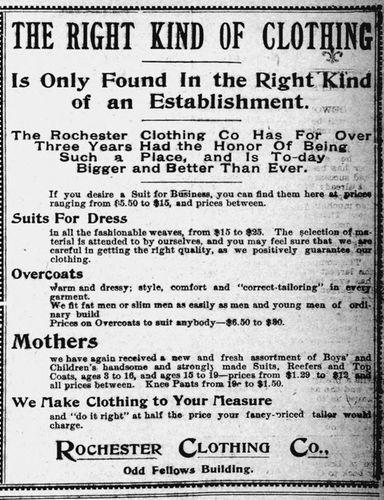 THE RIGHT KIND OF CLOTHING
Is Only Found In the Right Kind
of an Establishment.
The Rochester Clothing Co Has For Over
Three Years Had the Honor Of Being
Such a Place, and Is To-day
Bigger and Better Than Ever.
If you desire a Suit for Business, you can find them here at prices
ranging from $5.50 to $15, and prices between.
Suits For Dress
in all the fashionable weaves, from $15 to $25. The selection of ma-
terial is attended to by ourselves, and you may feel sure that we are
careful in getting the right quality, as we positively guarantee our
clothing.
Overcoats
Warm and dressy; style, comfort and "correct-tailoring" in every
garment.
We fit fat men or slim men as easily as men and young men of ordi-
nary build
Prices on Overcoats to suit anybody—$6.50 to $30.
Mothers
we have again received a new and fresh assortment of Boys' and
Children's handsome and strongly made Suits, Reefers and Top
Coats, ages 3 to 16, and ages 15 to 19—prices from $1.29 to $12 and
all prices between. Knee Pants from 19c to $1.50.
We Make Clothing to Your Measure
and "do it right" at half the price your fancy-priced tailor would
charge.
ROCHESTER CLOTHING CO.,
Odd Fellows Building.